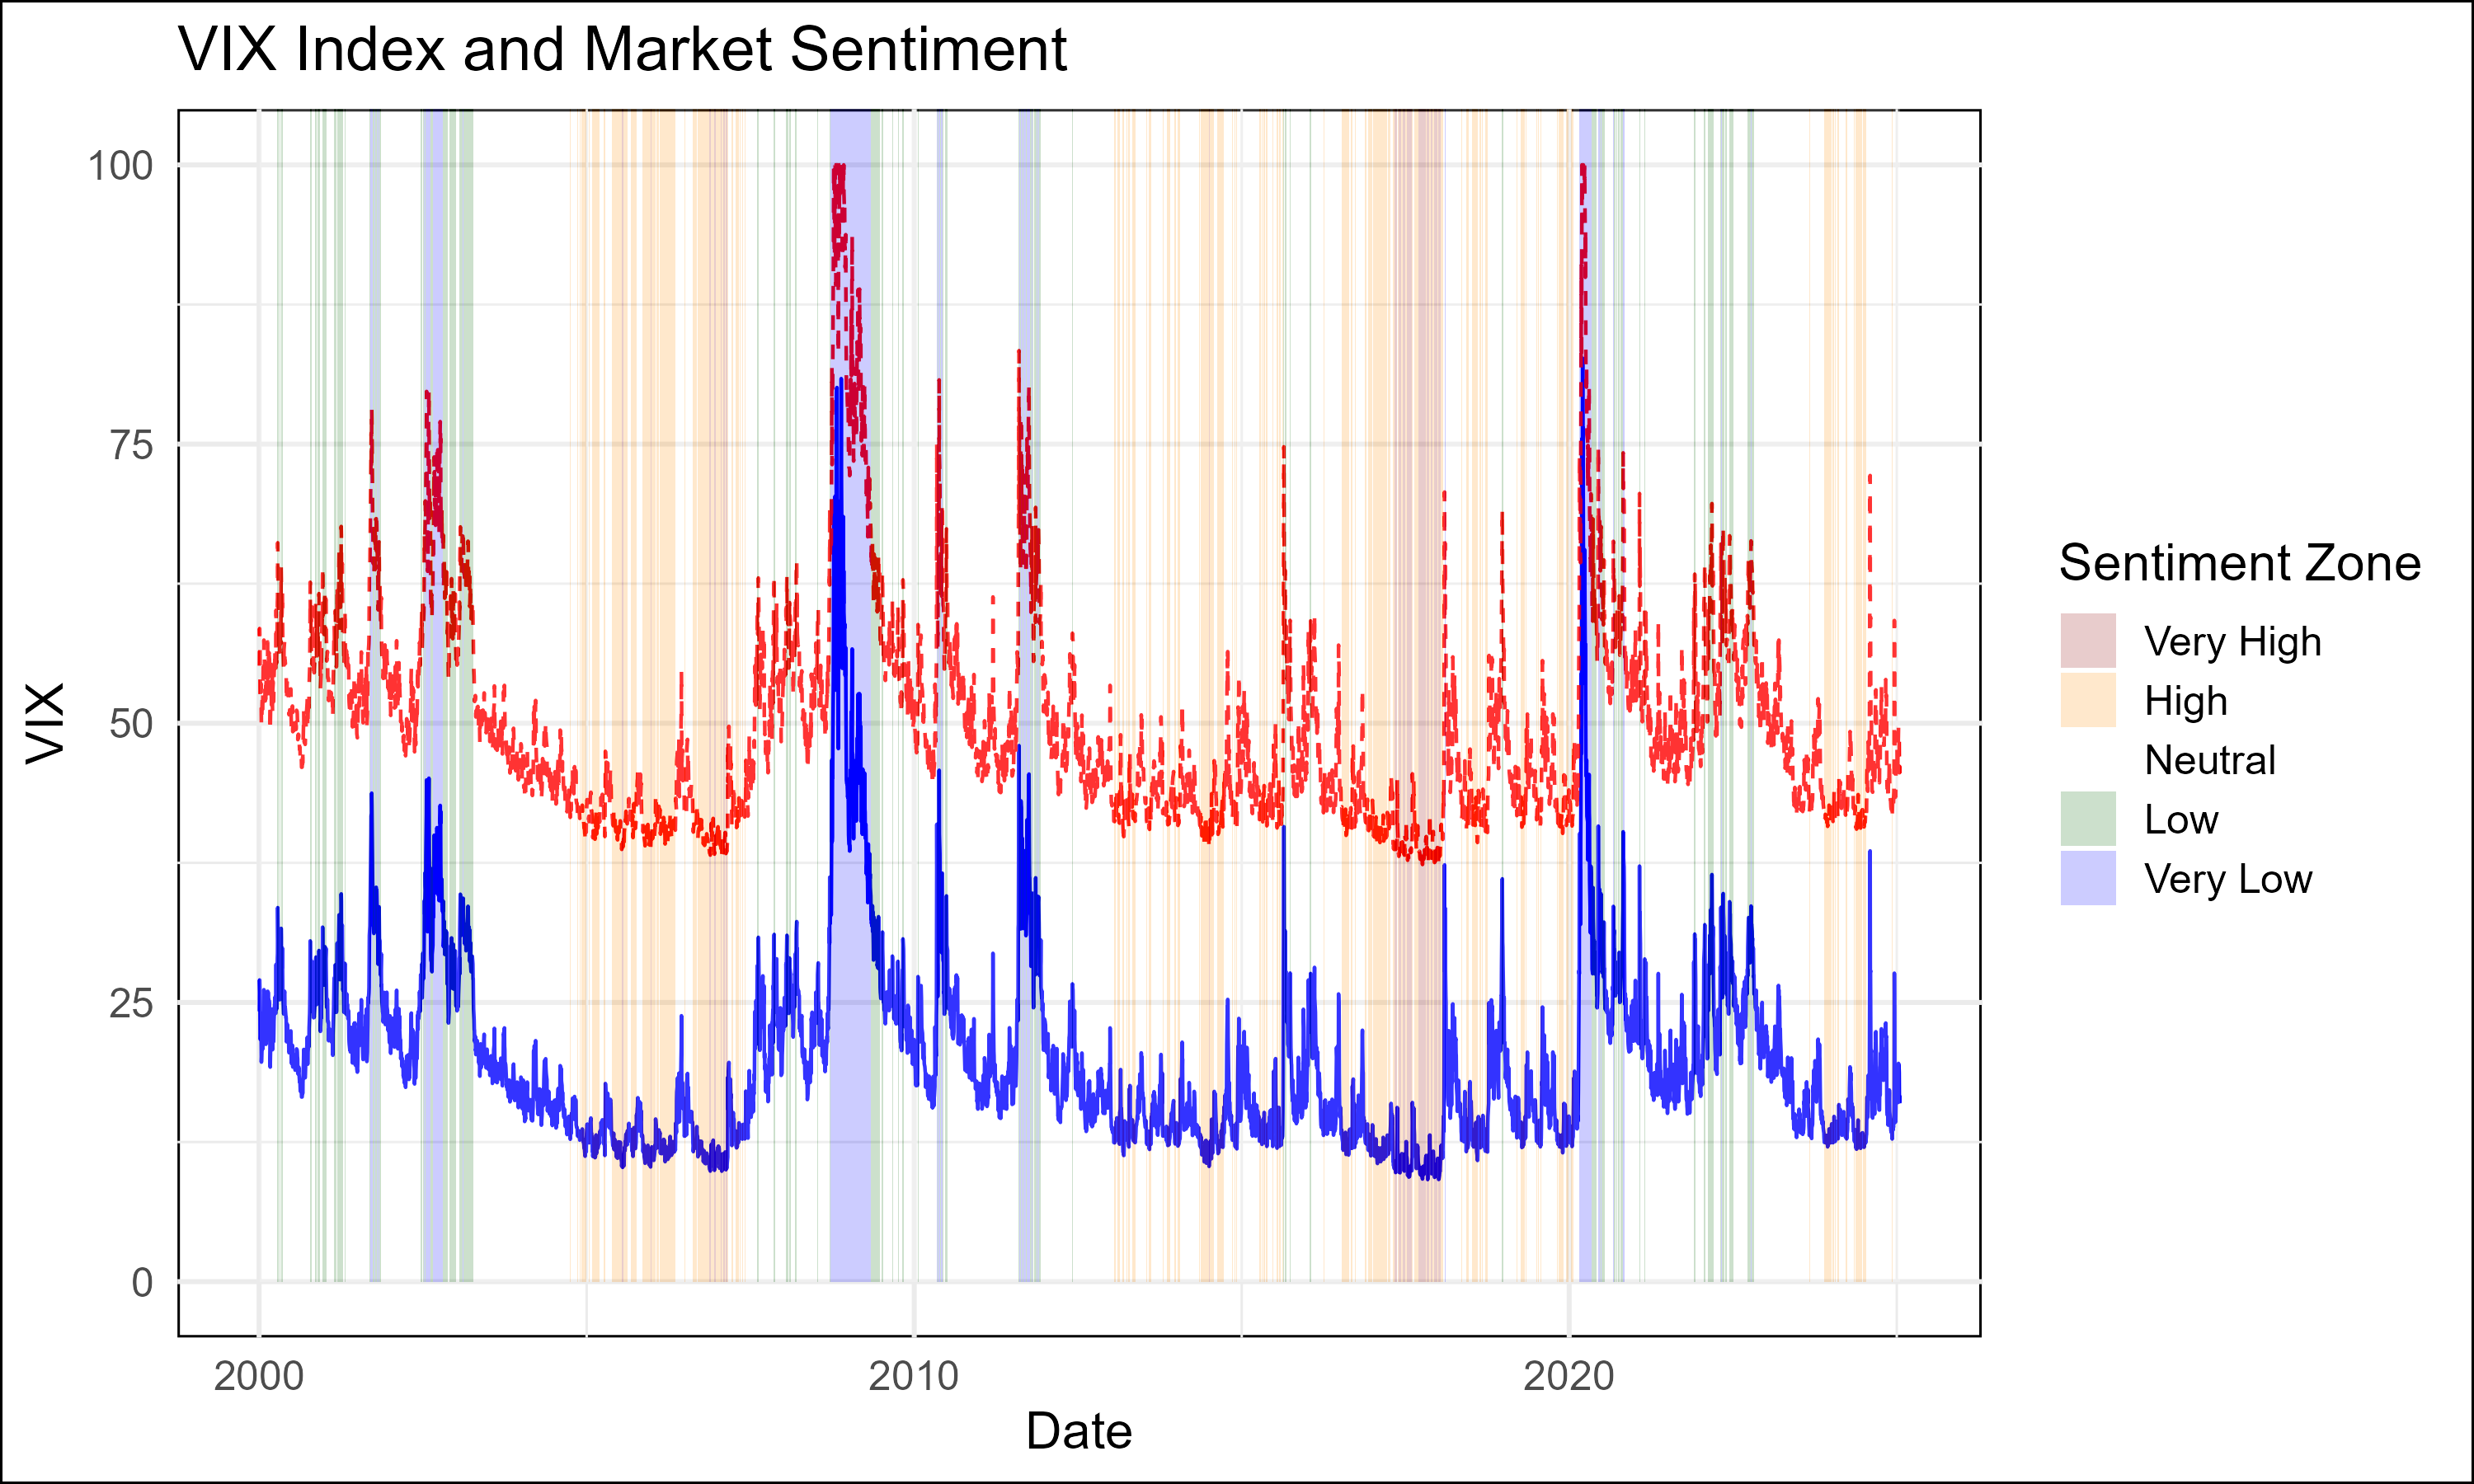 VIX Index and Market Sentiment
100
75
50
25
0
VIX
2000
2010
2020
Date
Sentiment Zone
Very High
High
Neutral
Low
Very Low